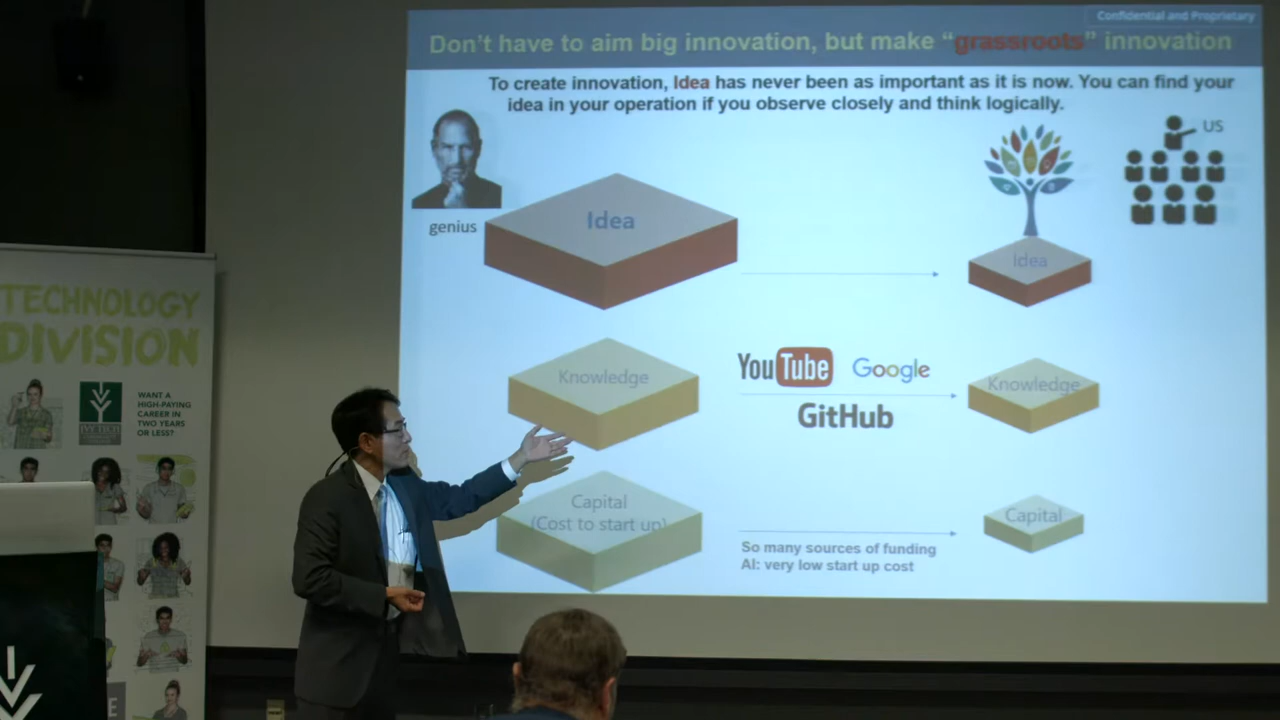 Confidential and Proprietary
Don't have to aim big innovation, but make "grassroots" innovation
To create innovation, Idea has never been as important as it is now. You can find your
idea in your operation if you observe closely and think logically.
US
genius
Idea
Idea
YouTube
Google
Knowledge
Knowledge
GitHub
Capital
(Cost to start up)
Capital
So many sources of funding
AI: very low start up cost
TECHNOLOGY
DIVISION
WANT A
HIGH-PAYING
CAREER IN
TWO YEARS
OR LESS?